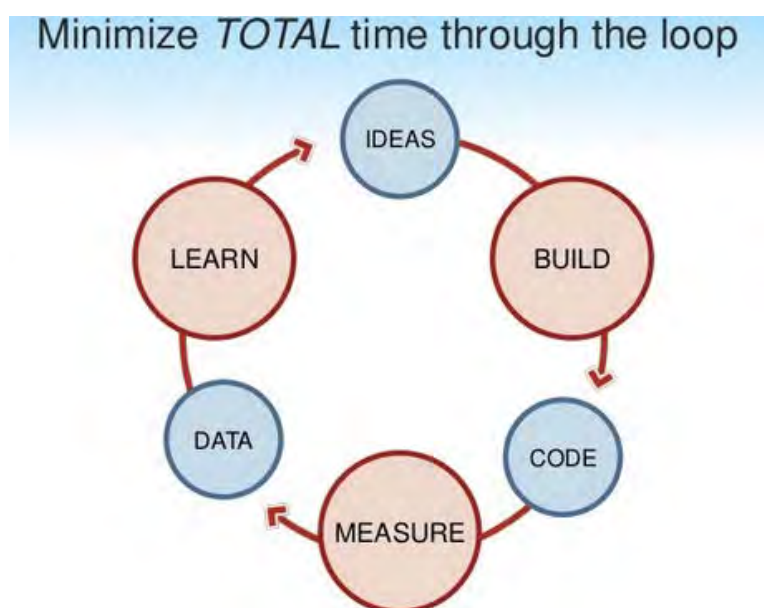 Minimize TOTAL time through the loop
IDEAS
LEARN
BUILD
DATA
CODE
MEASURE